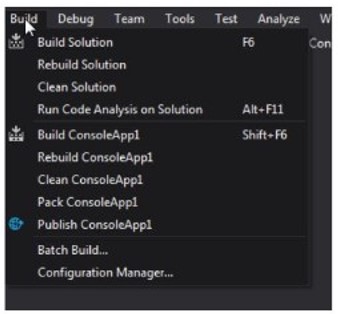 Build Debug Team Tools Test Analyze W
Build Solution F6 Con
Rebuild Solution
Clean Solution
Run Code Analysis on Solution Alt+F11
Build ConsoleApp1 Shift+F6
Rebuild ConsoleApp1
Clean ConsoleApp1
Pack ConsoleApp1
Publish ConsoleApp1
Batch Build...
Configuration Manager...